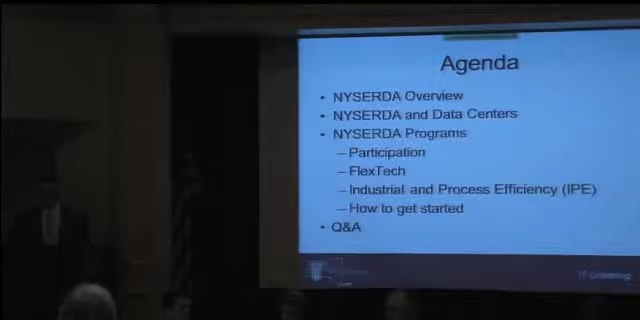 Agenda
• NYSERDA Overview
• NYSERDA and Data Centers
• NYSERDA Programs
– Participation
– FlexTech
– Industrial and Process Efficiency (IPE)
– How to get started
• Q&A